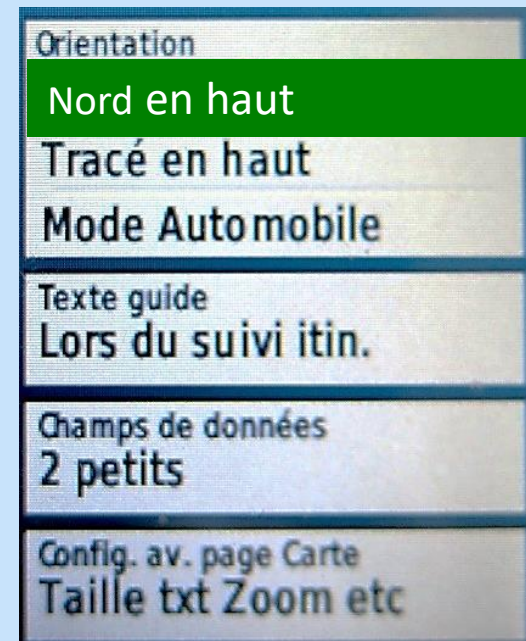 Orientation
Nord en haut
Tracé en haut
Mode Automobile
Texte guide
Lors du suivi itin.
Champs de données
2 petits
Config. av. page Carte
Taille txt Zoom etc